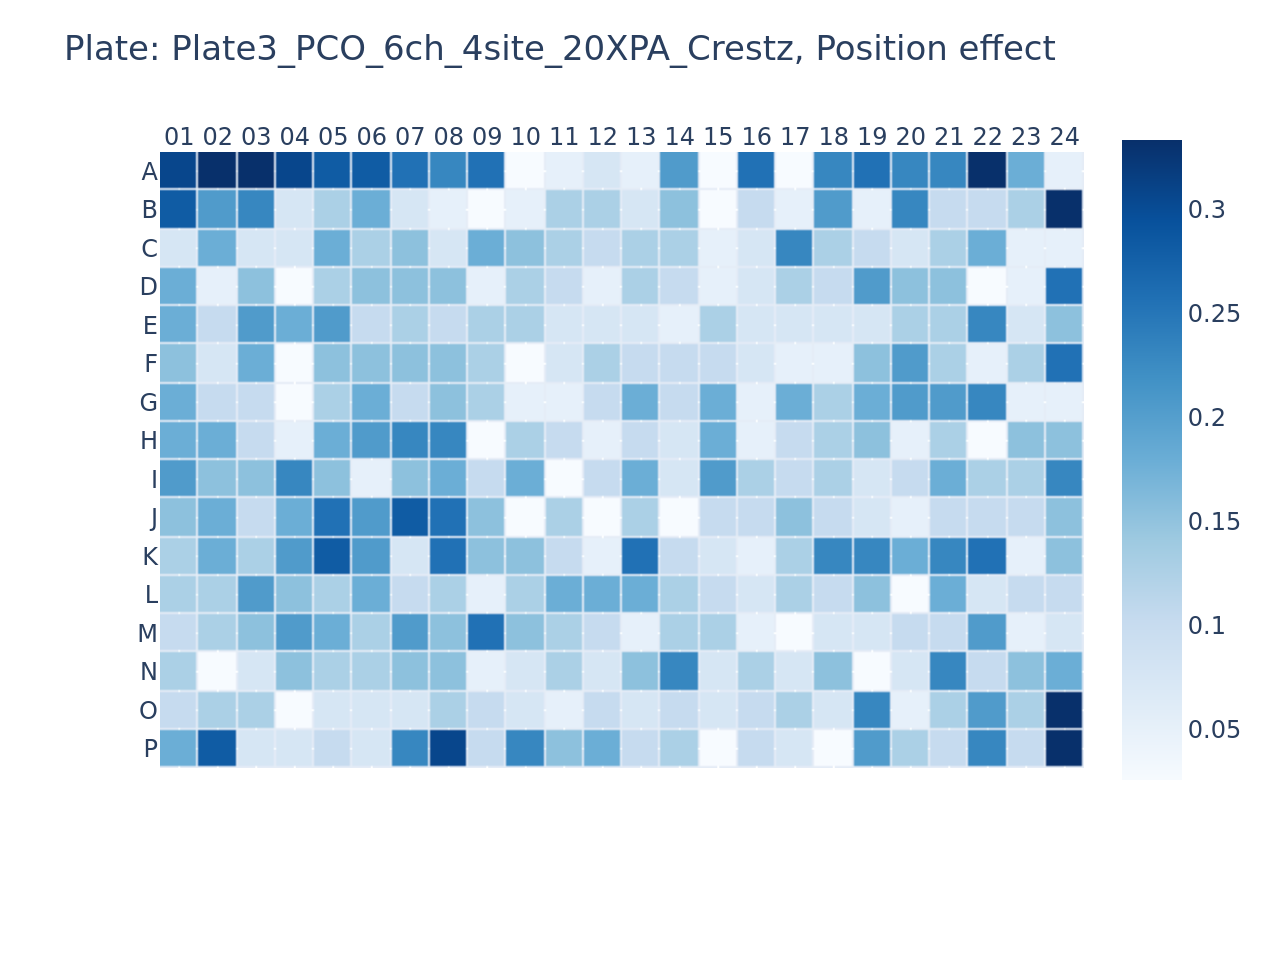 Plate: Plate3_PCO_6ch_4site_20XPA_Crestz, Position effect
01 02 03 04 05 06 07 08 09 10 11 12 13 14 15 16 17 18 19 20 21 22 23 24
A
B
C
D
E
F
G
H
I
J
K
L
M
N
O
P
0.3
0.25
0.2
0.15
0.1
0.05